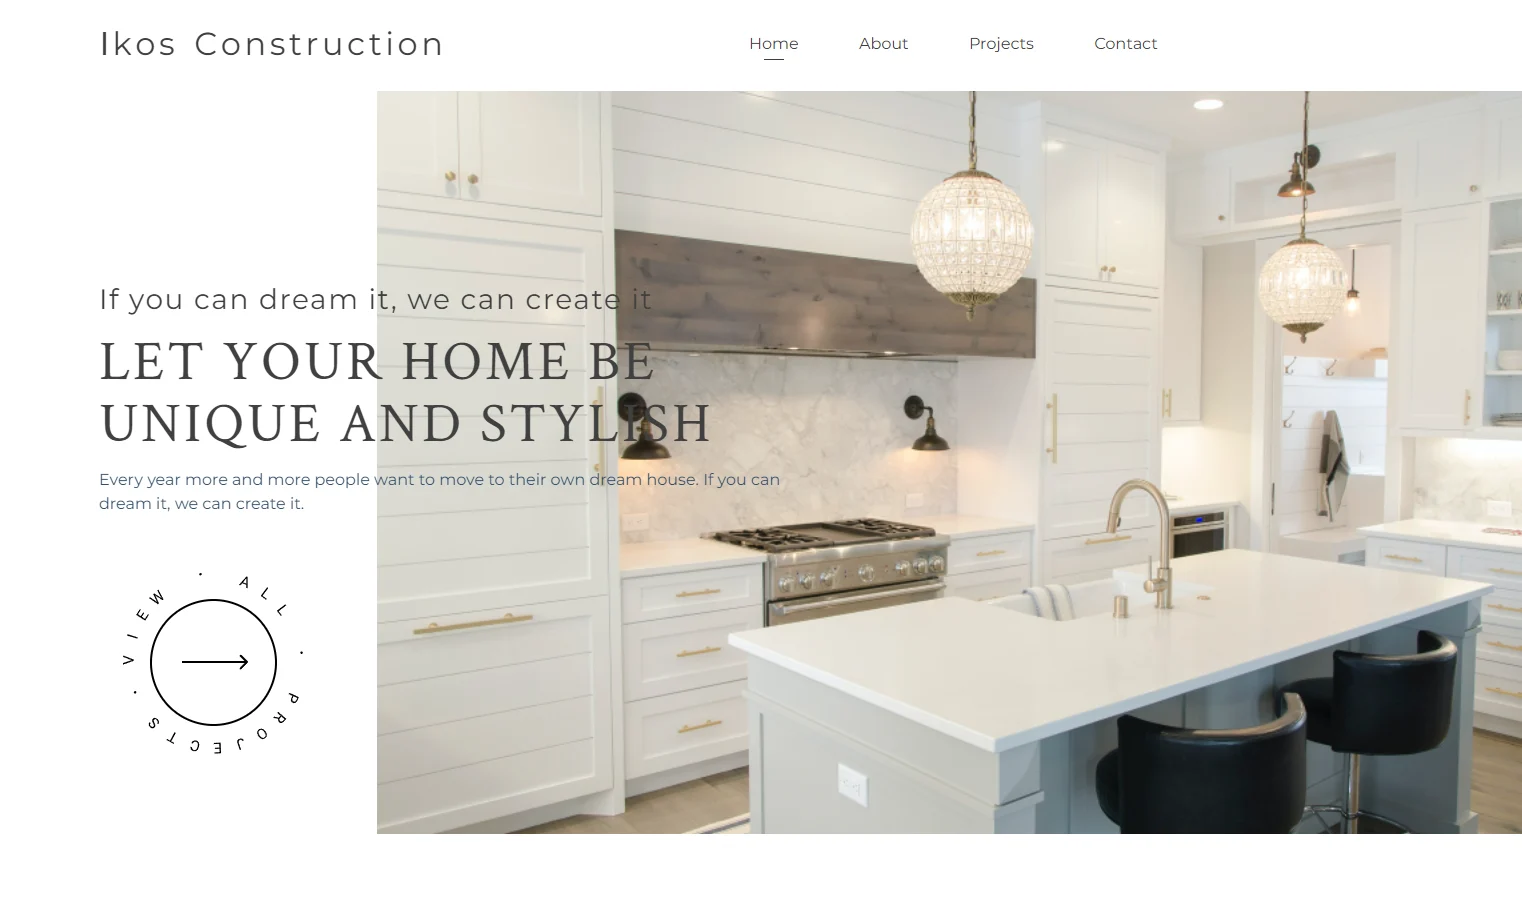 Ikos Construction
Home
About
Projects
Contact
If you can dream it, we can create it
LET YOUR HOME BE
UNIQUE AND STYLISH
Every year more and more people want to move to their own dream house. If you can
dream it, we can create it.
VIEW · ALL · PROJECTS ·